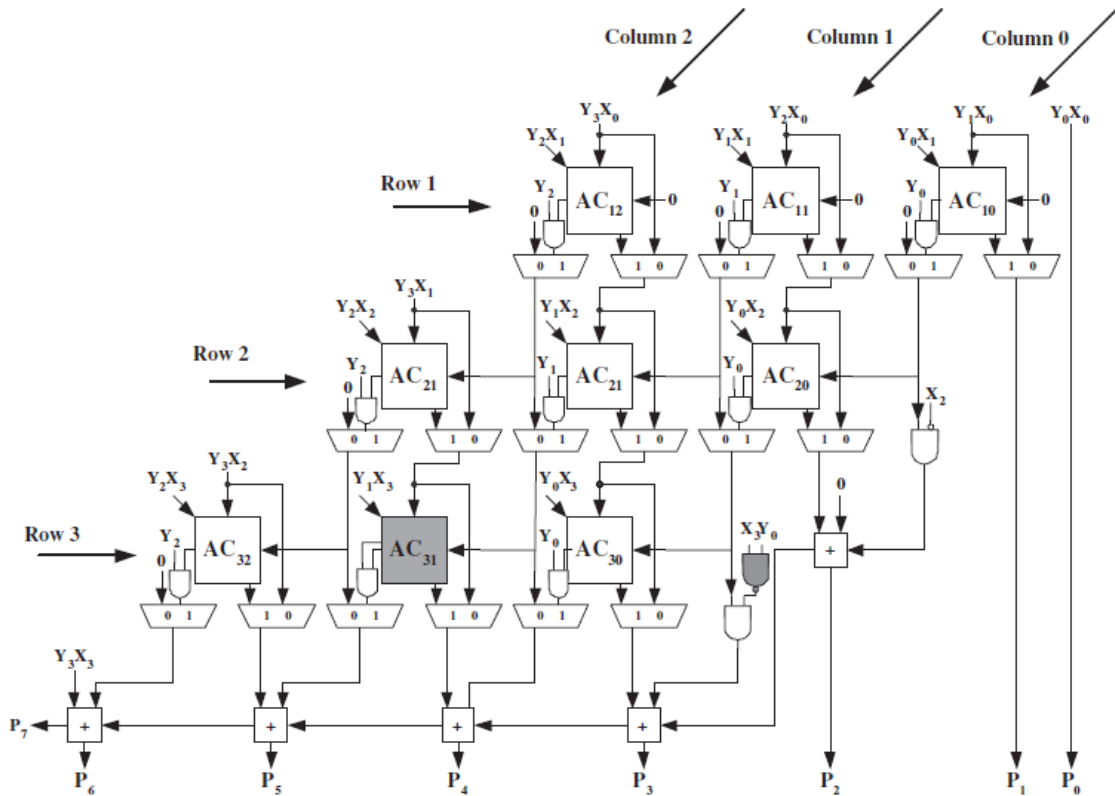 Column 2 Column 1 Column 0
Y₃X₀ Y₂X₀ Y₁X₀ Y₀X₀
Y₂X₁ Y₁X₁ Y₀X₁
Row 1
Y₂ AC₁₂ 0 Y₁ AC₁₁ 0 Y₀ AC₁₀ 0
0 0 0
0 1 1 0 0 1 1 0 0 1 1 0
Y₃X₁
Y₂X₂ Y₁X₂ Y₀X₂
Row 2
Y₂ AC₂₁ Y₁ AC₂₁ Y₀ AC₂₀
0 X₂
0 1 1 0 0 1 1 0 0 1 1 0
Y₃X₂
Y₂X₃ Y₁X₃ Y₀X₃ 0
Row 3
Y₂ AC₃₂ AC₃₁ Y₀ AC₃₀ X₃Y₀ +
0
0 1 1 0 0 1 1 0 0 1 1 0
Y₃X₃
P₇ + + + +
P₆ P₅ P₄ P₃ P₂ P₁ P₀